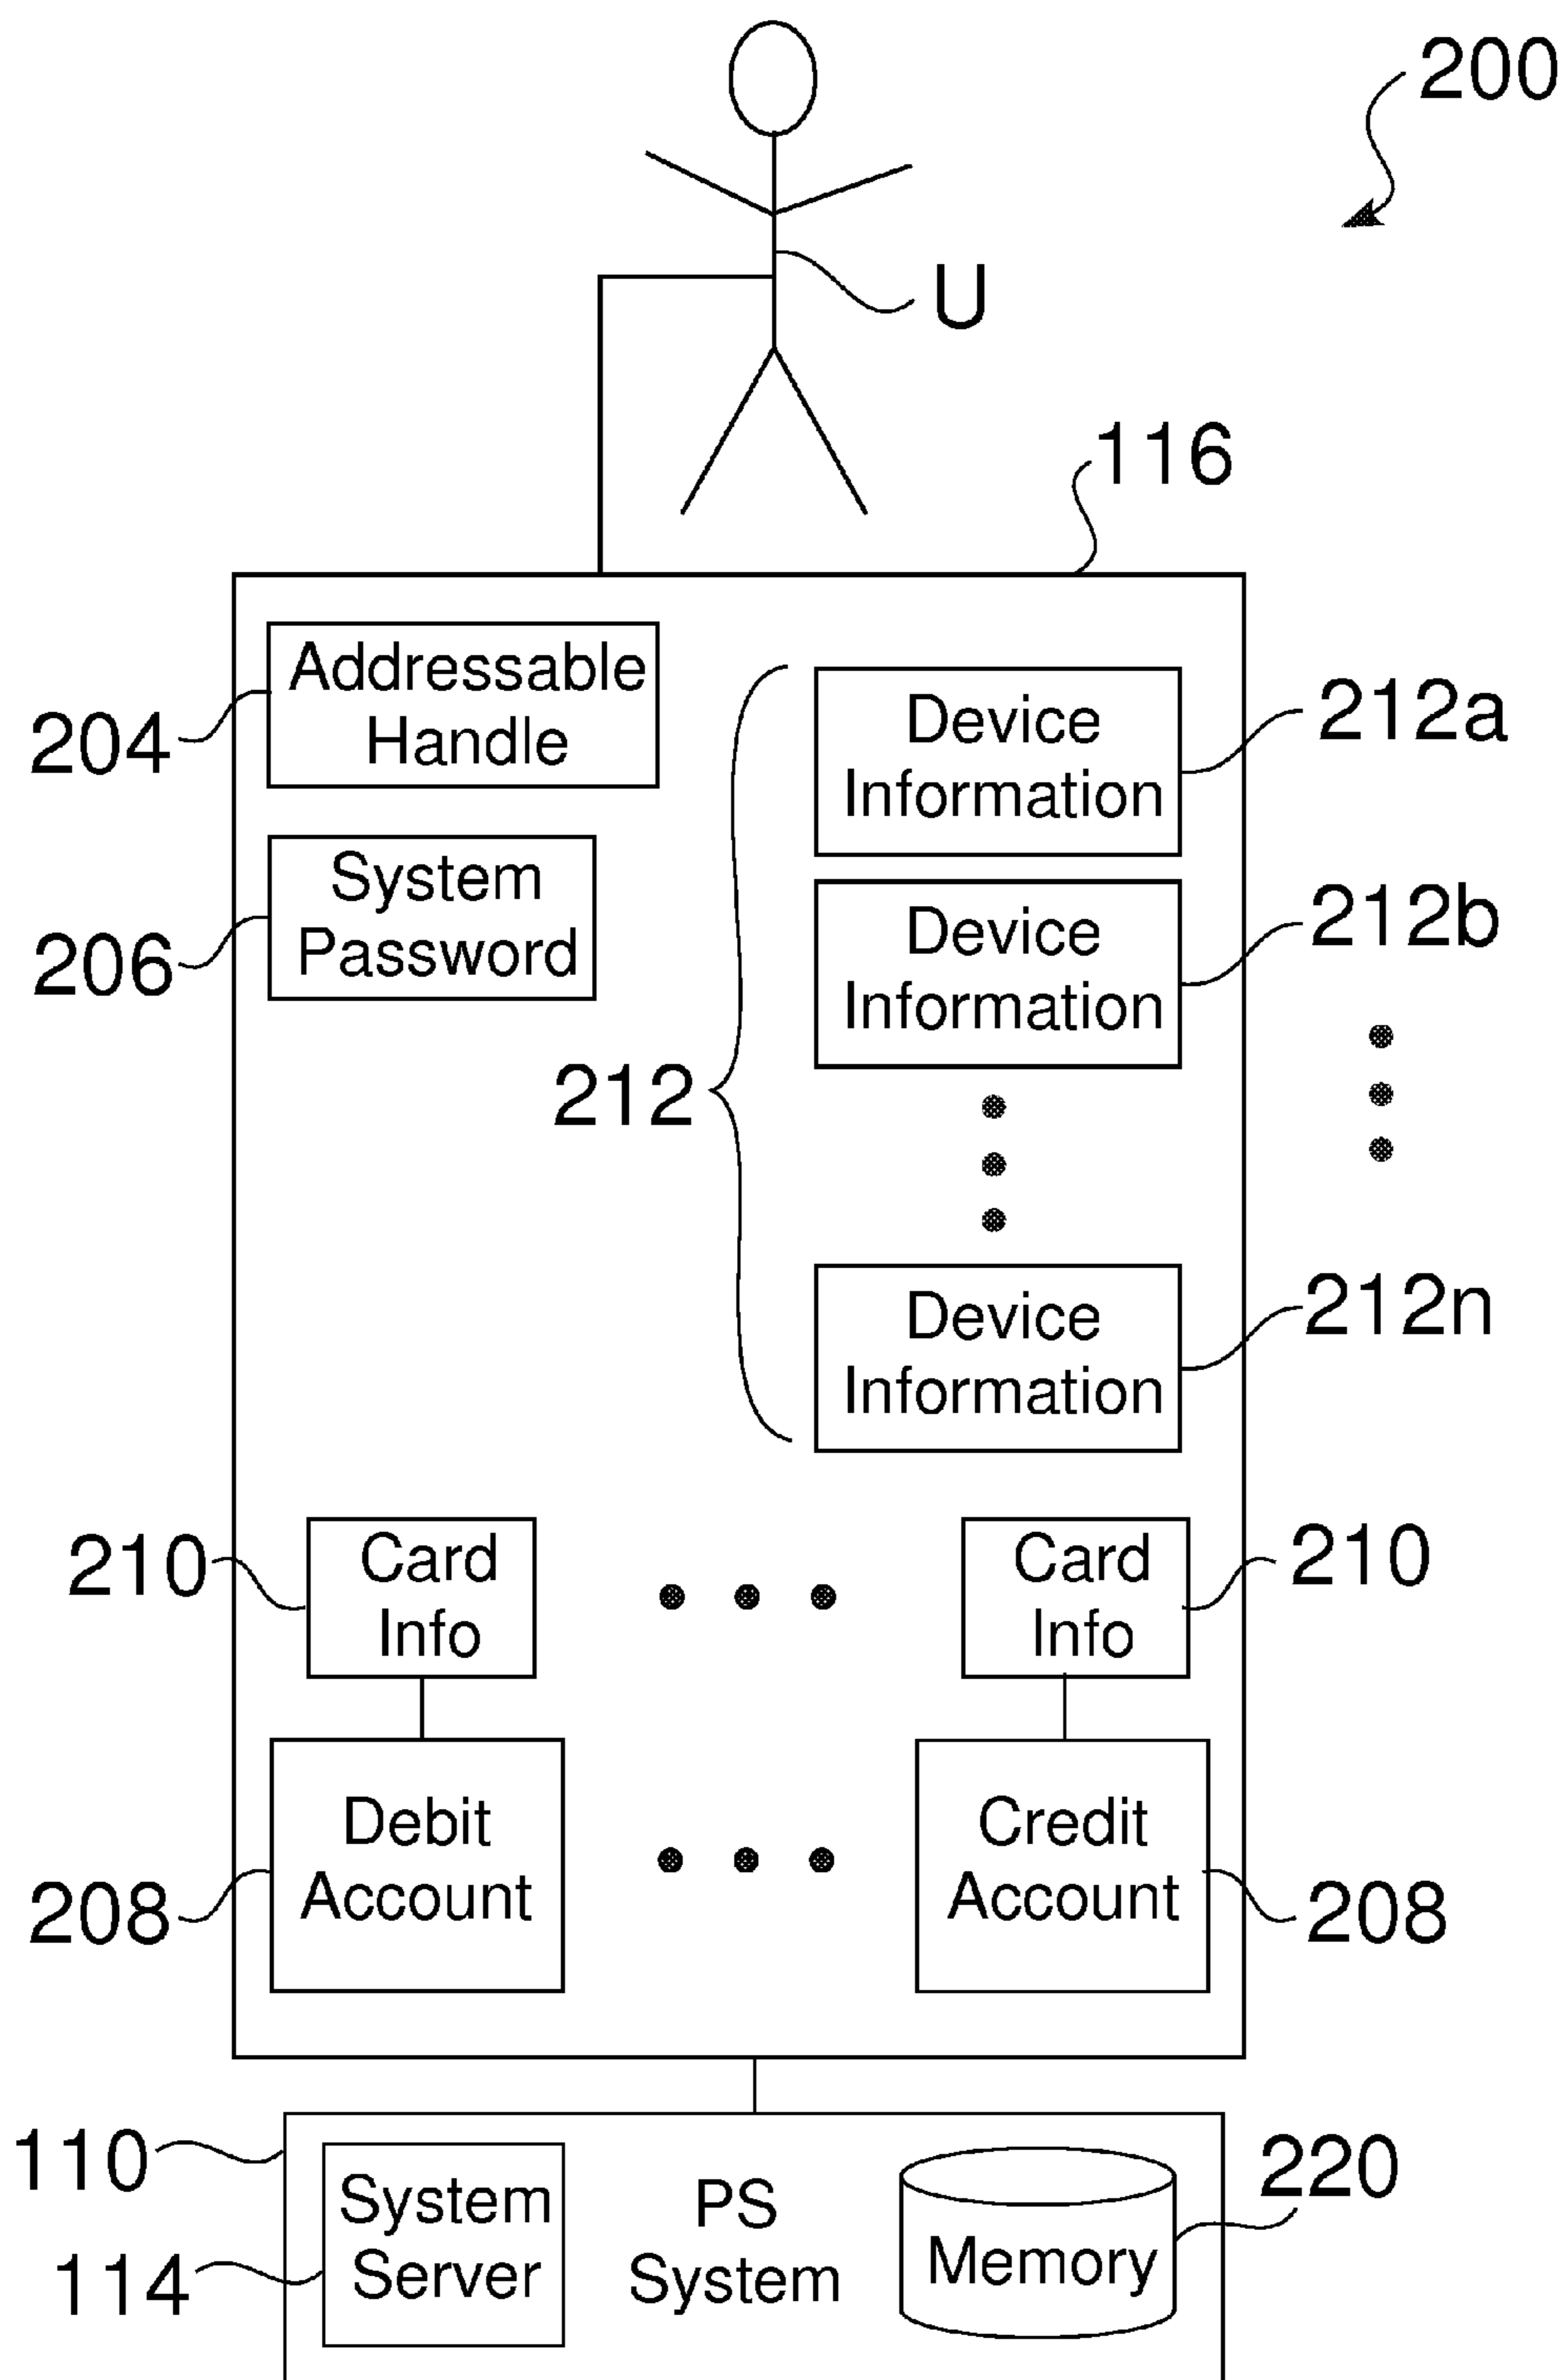 200
U
116
Addressable
Handle
204
Device
Information
212a
System
Password
206
Device
Information
212b
212
Device
Information
212n
210
Card
Info
Card
Info
210
Debit
Account
208
Credit
Account
208
110
System
Server
114
PS
System
Memory
220